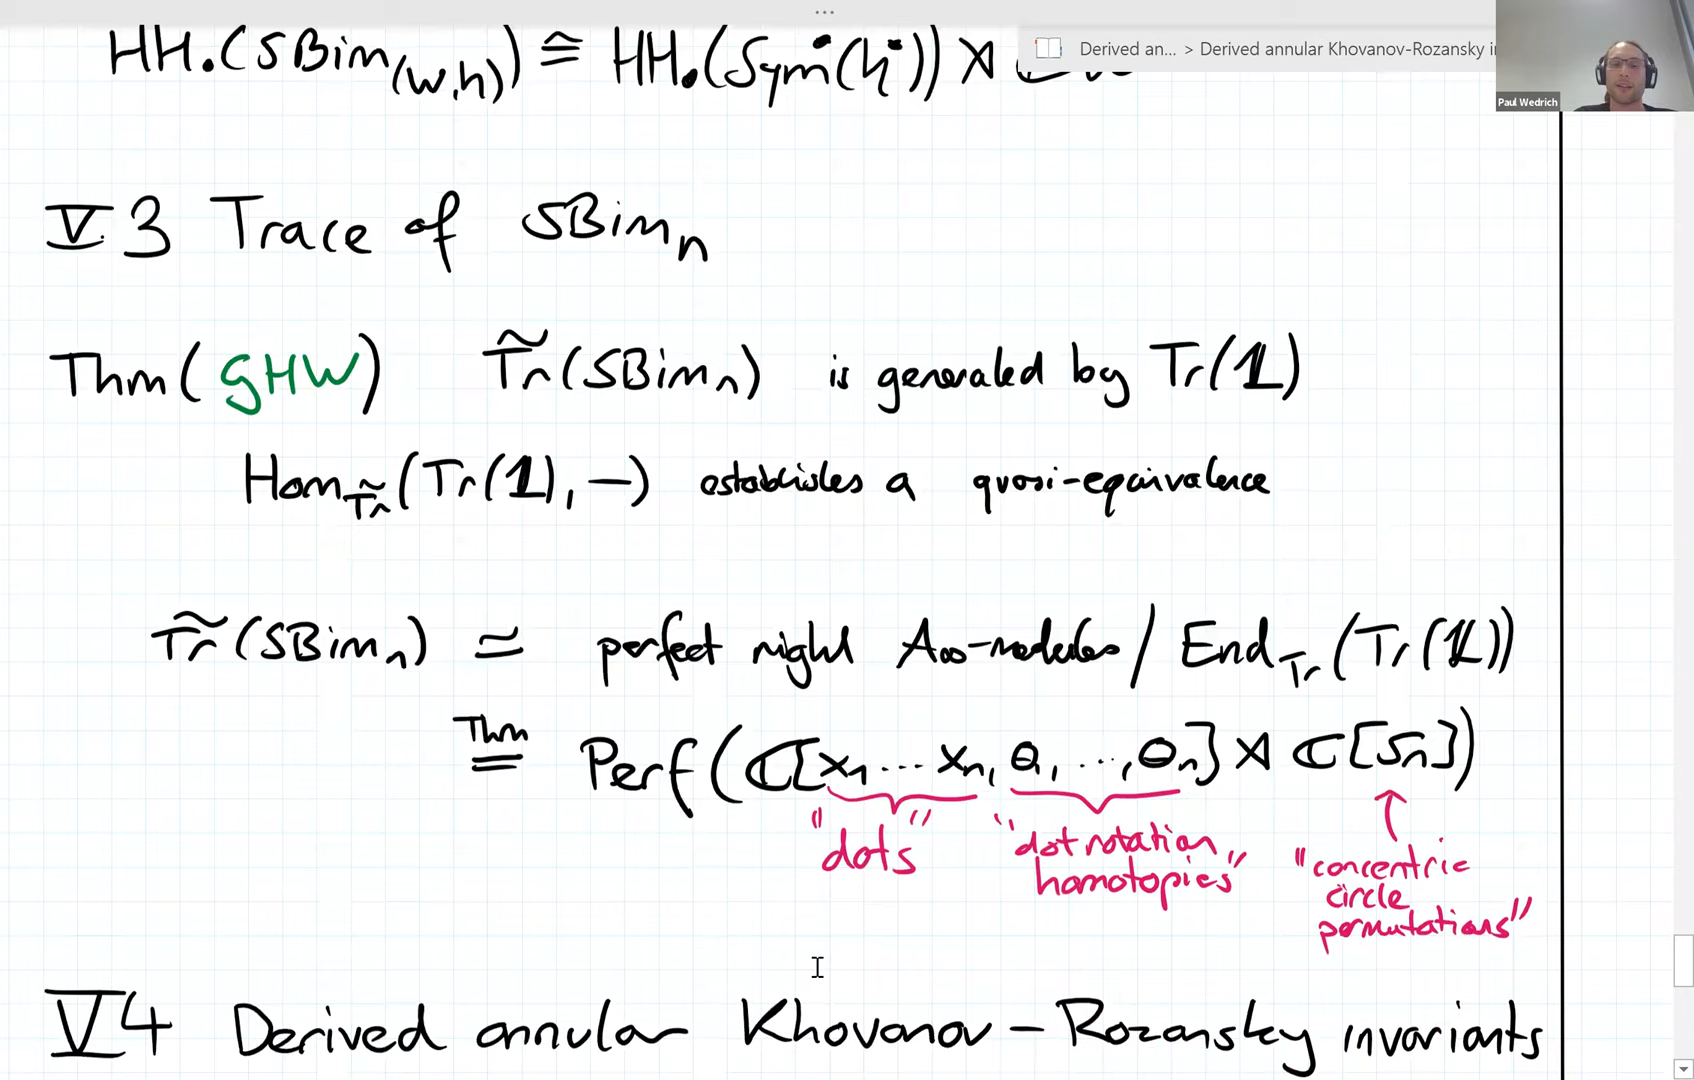 HH•(SBim(W,h)) ≅ HH•(Sym•(h*)) ⋊
Derived an... > Derived annular Khovanov-Rozansky i
Paul Wedrich
V.3 Trace of SBimₙ
Thm (GHW) T̃r(SBimₙ) is generated by Tr(𝟙)
Hom_T̃r(Tr(𝟙), −) establishes a quasi-equivalence
T̃r(SBimₙ) ≃ perfect right A∞-modules / End_Tr(Tr(𝟙))
Thm
≅ Perf(ℂ[x₁ ⋯ xₙ, θ₁, ⋯, θₙ] ⋊ ℂ[Sₙ])
"dots" "dot rotation homotopies" "concentric circle permutations"
V.4 Derived annular Khovanov – Rozansky invariants